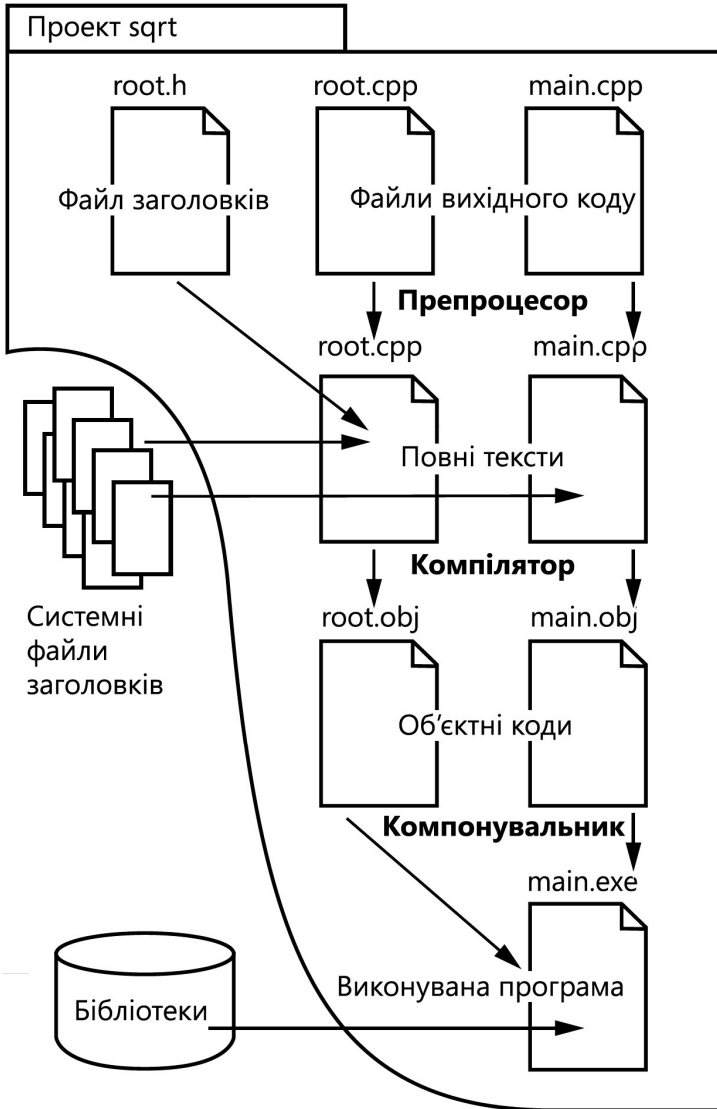 Проект sqrt
root.h root.cpp main.cpp
Файл заголовків Файли вихідного коду
Препроцесор
root.cpp main.cpp
Повні тексти
Компілятор
Системні
файли
заголовків
root.obj main.obj
Об'єктні коди
Компонувальник
main.exe
Виконувана програма
Бібліотеки